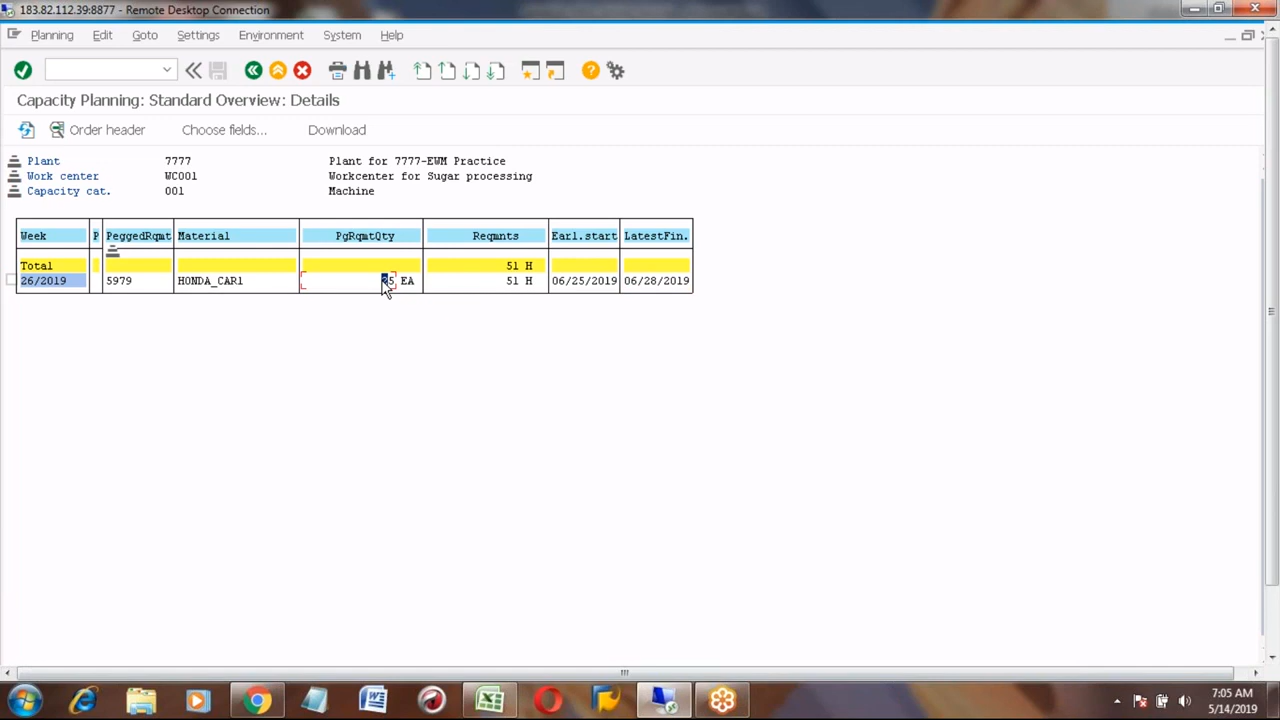 183.82.112.39:8877 - Remote Desktop Connection
Planning Edit Goto Settings Environment System Help
Capacity Planning: Standard Overview: Details
Order header Choose fields... Download
Plant 7777 Plant for 7777-EWM Practice
Work center WC001 Workcenter for Sugar processing
Capacity cat. 001 Machine
Week P PeggedRqmt Material PgRqmtQty Reqmnts Earl.start LatestFin.
Total 51 H
26/2019 5979 HONDA_CAR1 EA 51 H 06/25/2019 06/28/2019
7:05 AM
5/14/2019